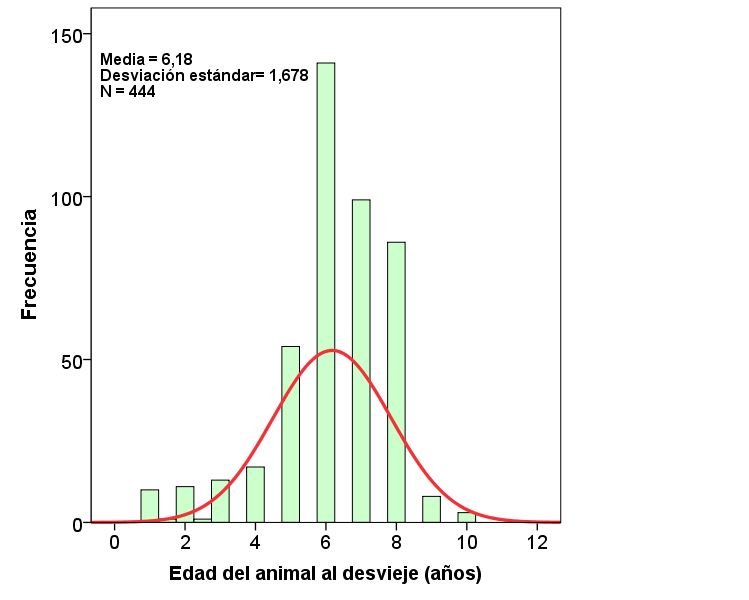 Media = 6,18
Desviación estándar= 1,678
N = 444
150
100
50
0
Frecuencia
0 2 4 6 8 10 12
Edad del animal al desvieje (años)